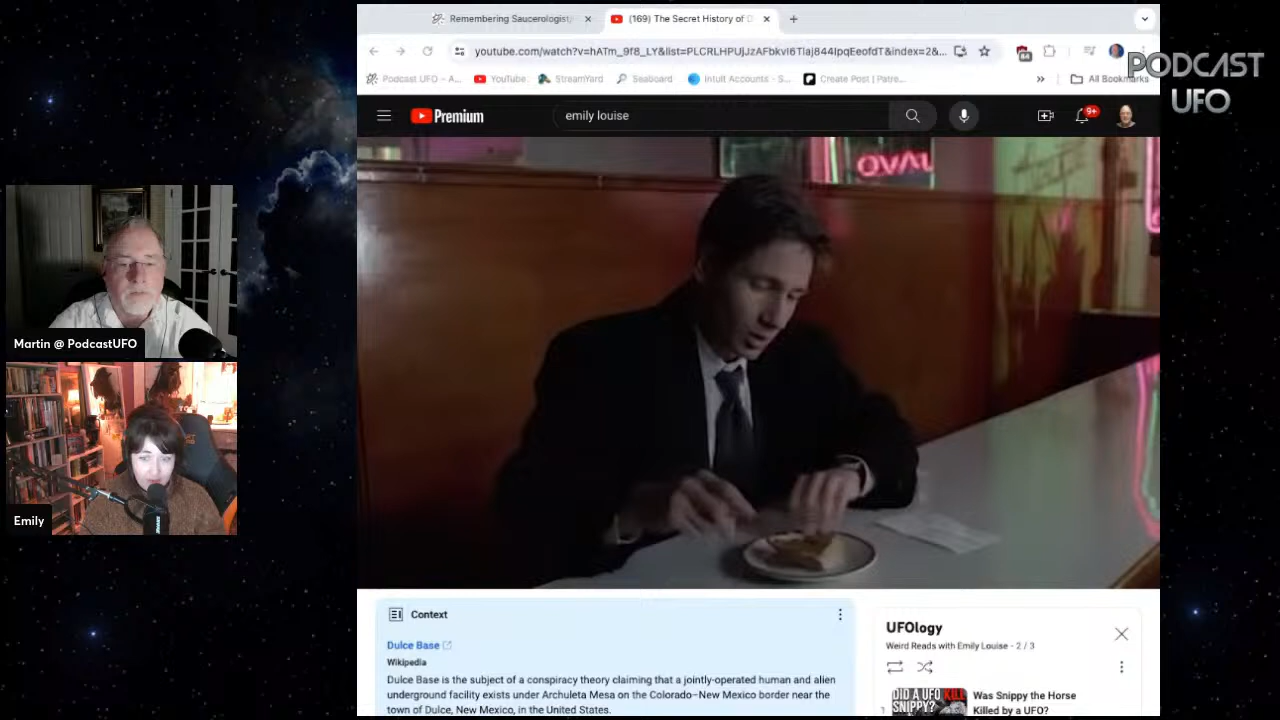 Remembering Saucerologist
(169) The Secret History of D
youtube.com/watch?v=hATm_9f8_LY&list=PLCRLHPUjJzAFbkvI6Tlaj844IpqEeofdT&index=2&...
Podcast UFO – A...
YouTube
StreamYard
Seaboard
Intuit Accounts - S...
Create Post | Patre...
»
All Bookmarks
PODCAST
UFO
Premium
emily louise
9+
OVAL
Martin @ PodcastUFO
Emily
Context
Dulce Base
Wikipedia
Dulce Base is the subject of a conspiracy theory claiming that a jointly-operated human and alien
underground facility exists under Archuleta Mesa on the Colorado–New Mexico border near the
town of Dulce, New Mexico, in the United States.
UFOlogy
Weird Reads with Emily Louise - 2 / 3
1
DID A UFO KILL
SNIPPY?
Was Snippy the Horse
Killed by a UFO?